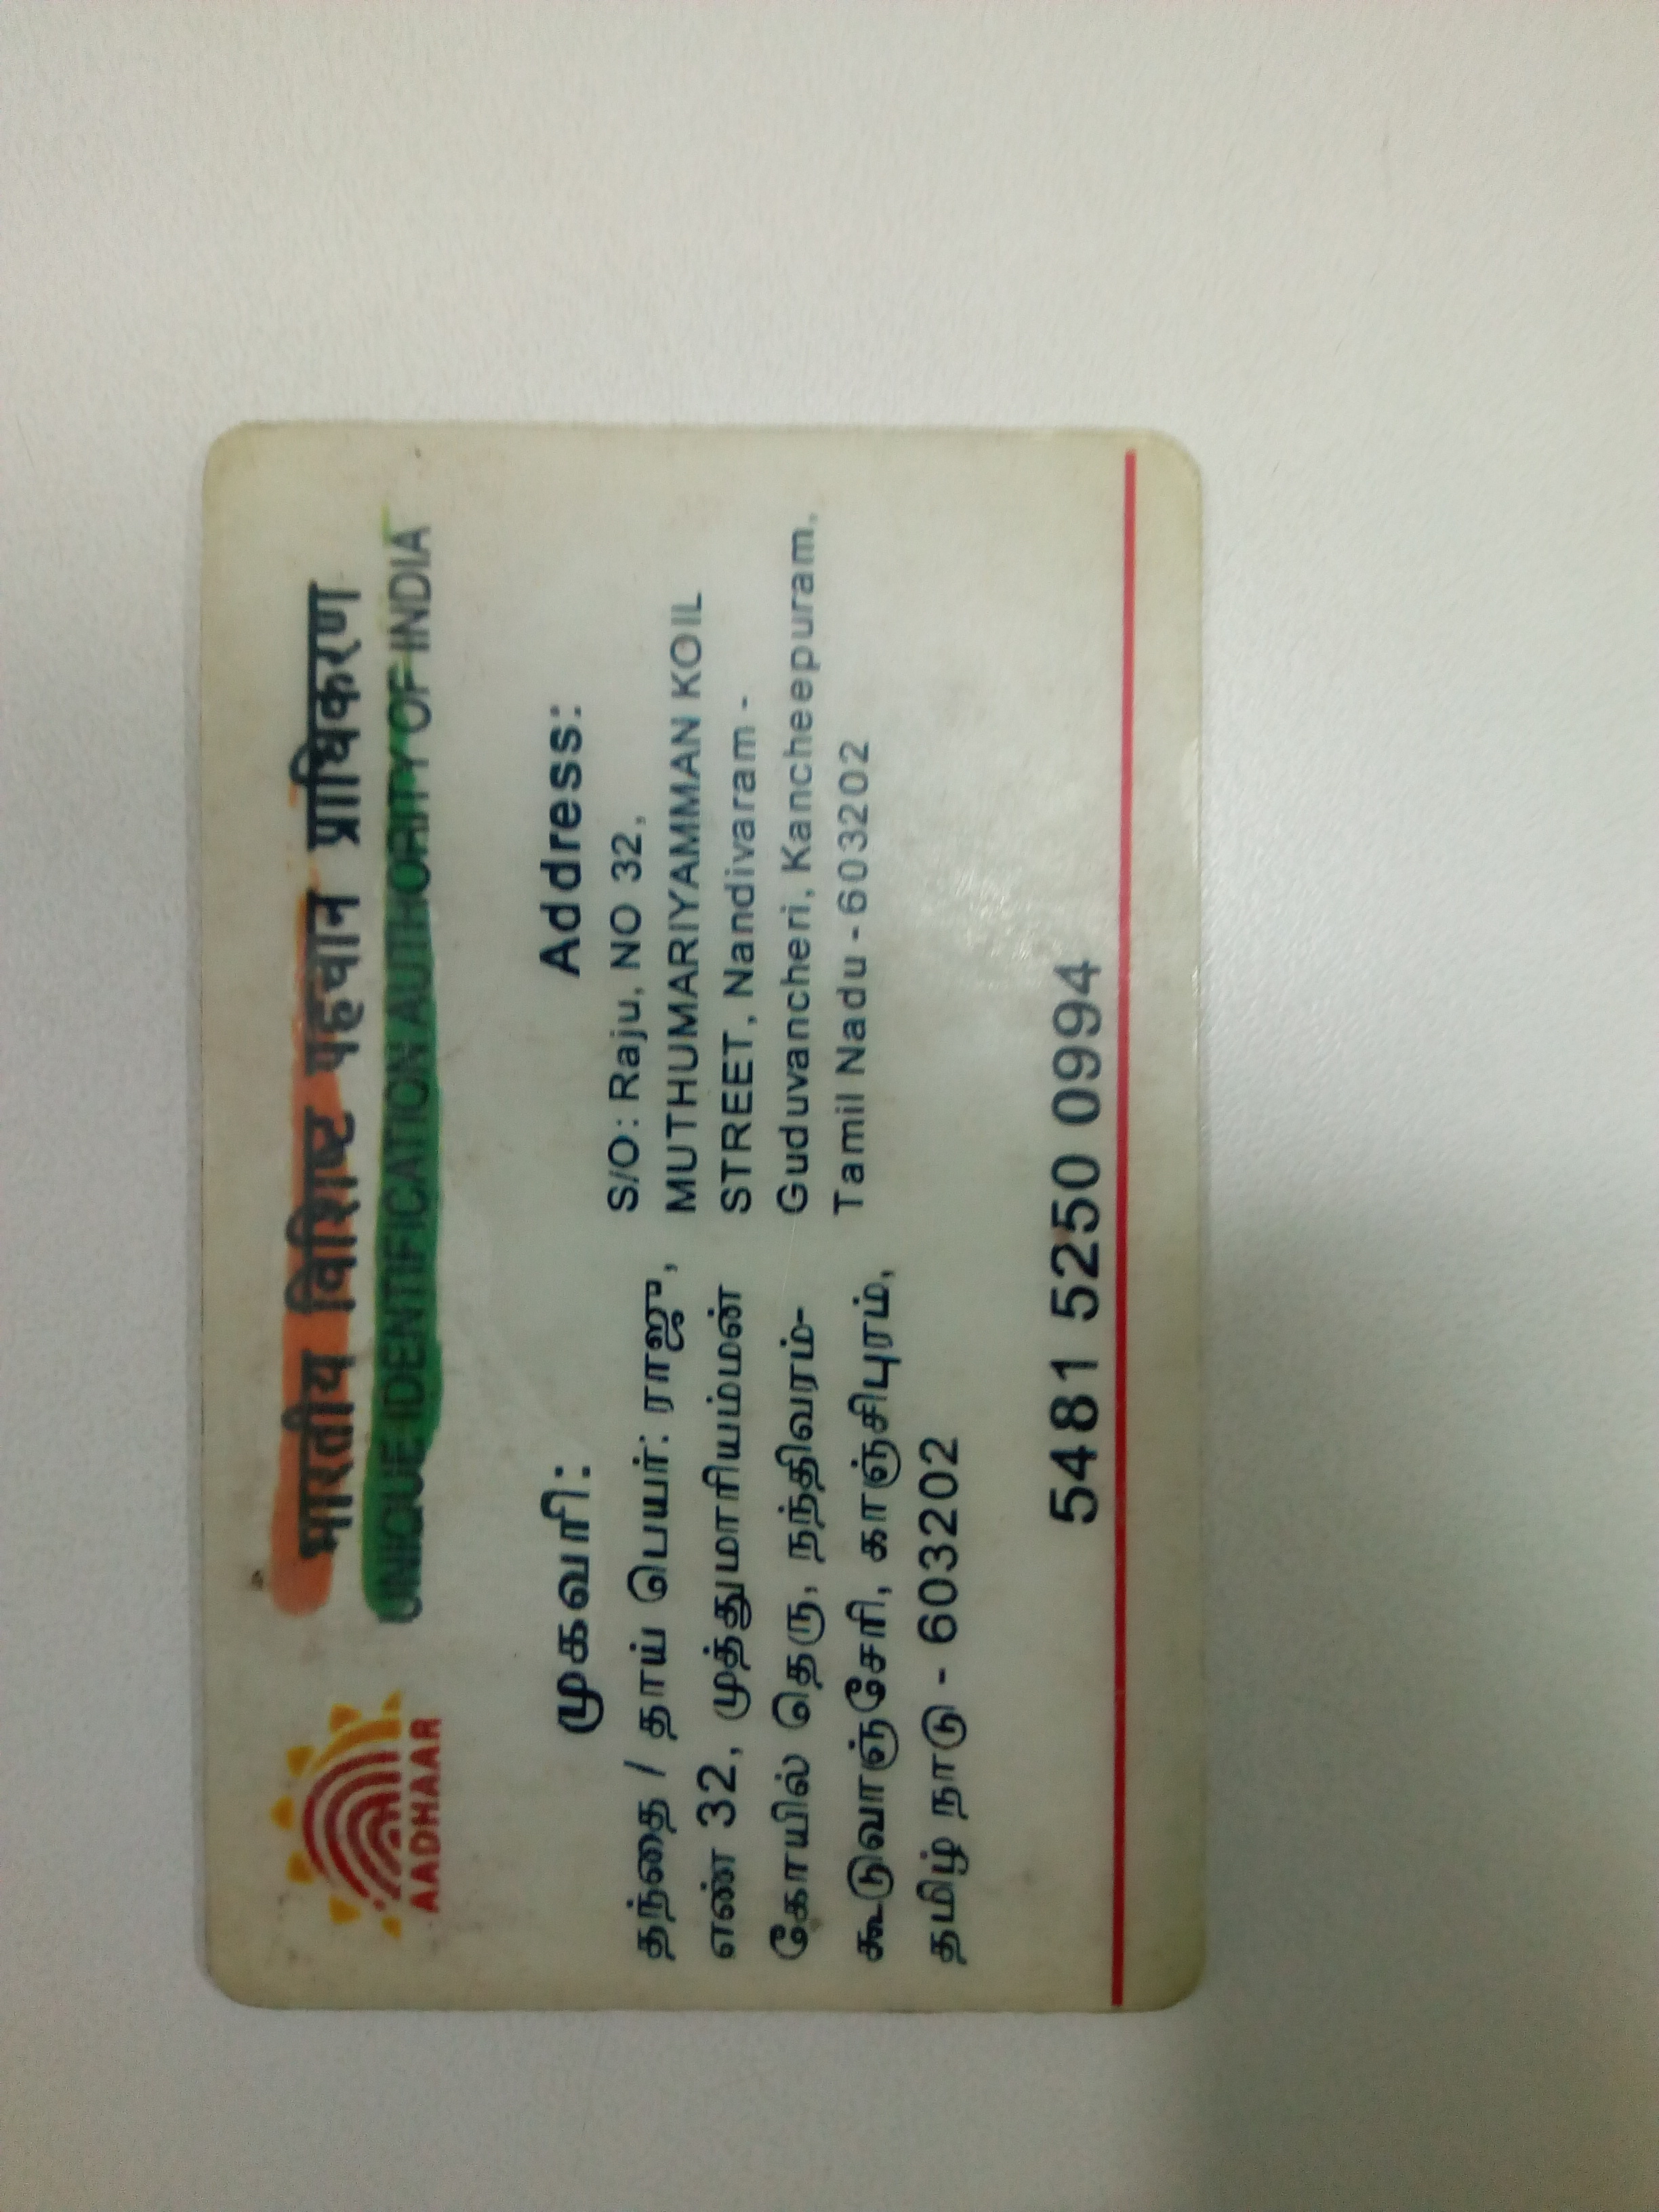 भारतीय विशिष्ट पहचान प्राधिकरण
UNIQUE IDENTIFICATION AUTHORITY OF INDIA
AADHAAR
முகவரி:
தந்தை / தாய் பெயர்: ராஜு,
எண் 32, முத்துமாரியம்மன்
கோயில் தெரு, நந்திவரம்-
கூடுவாஞ்சேரி, காஞ்சிபுரம்,
தமிழ் நாடு - 603202
Address:
S/O: Raju, NO 32,
MUTHUMARIYAMMAN KOIL
STREET, Nandivaram -
Guduvancheri, Kancheepuram,
Tamil Nadu - 603202
5481 5250 0994